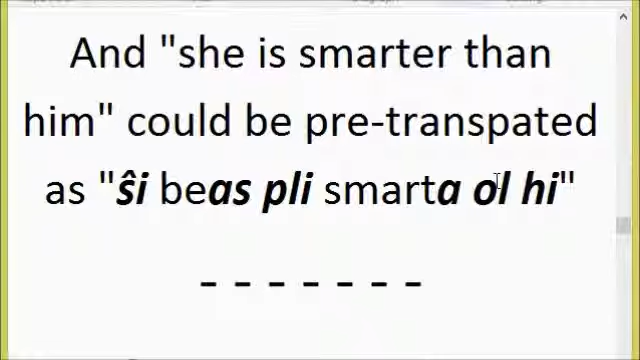 And "she is smarter than
him" could be pre-transpated
as "ŝi beas pli smarta ol hi"
- - - - - - -